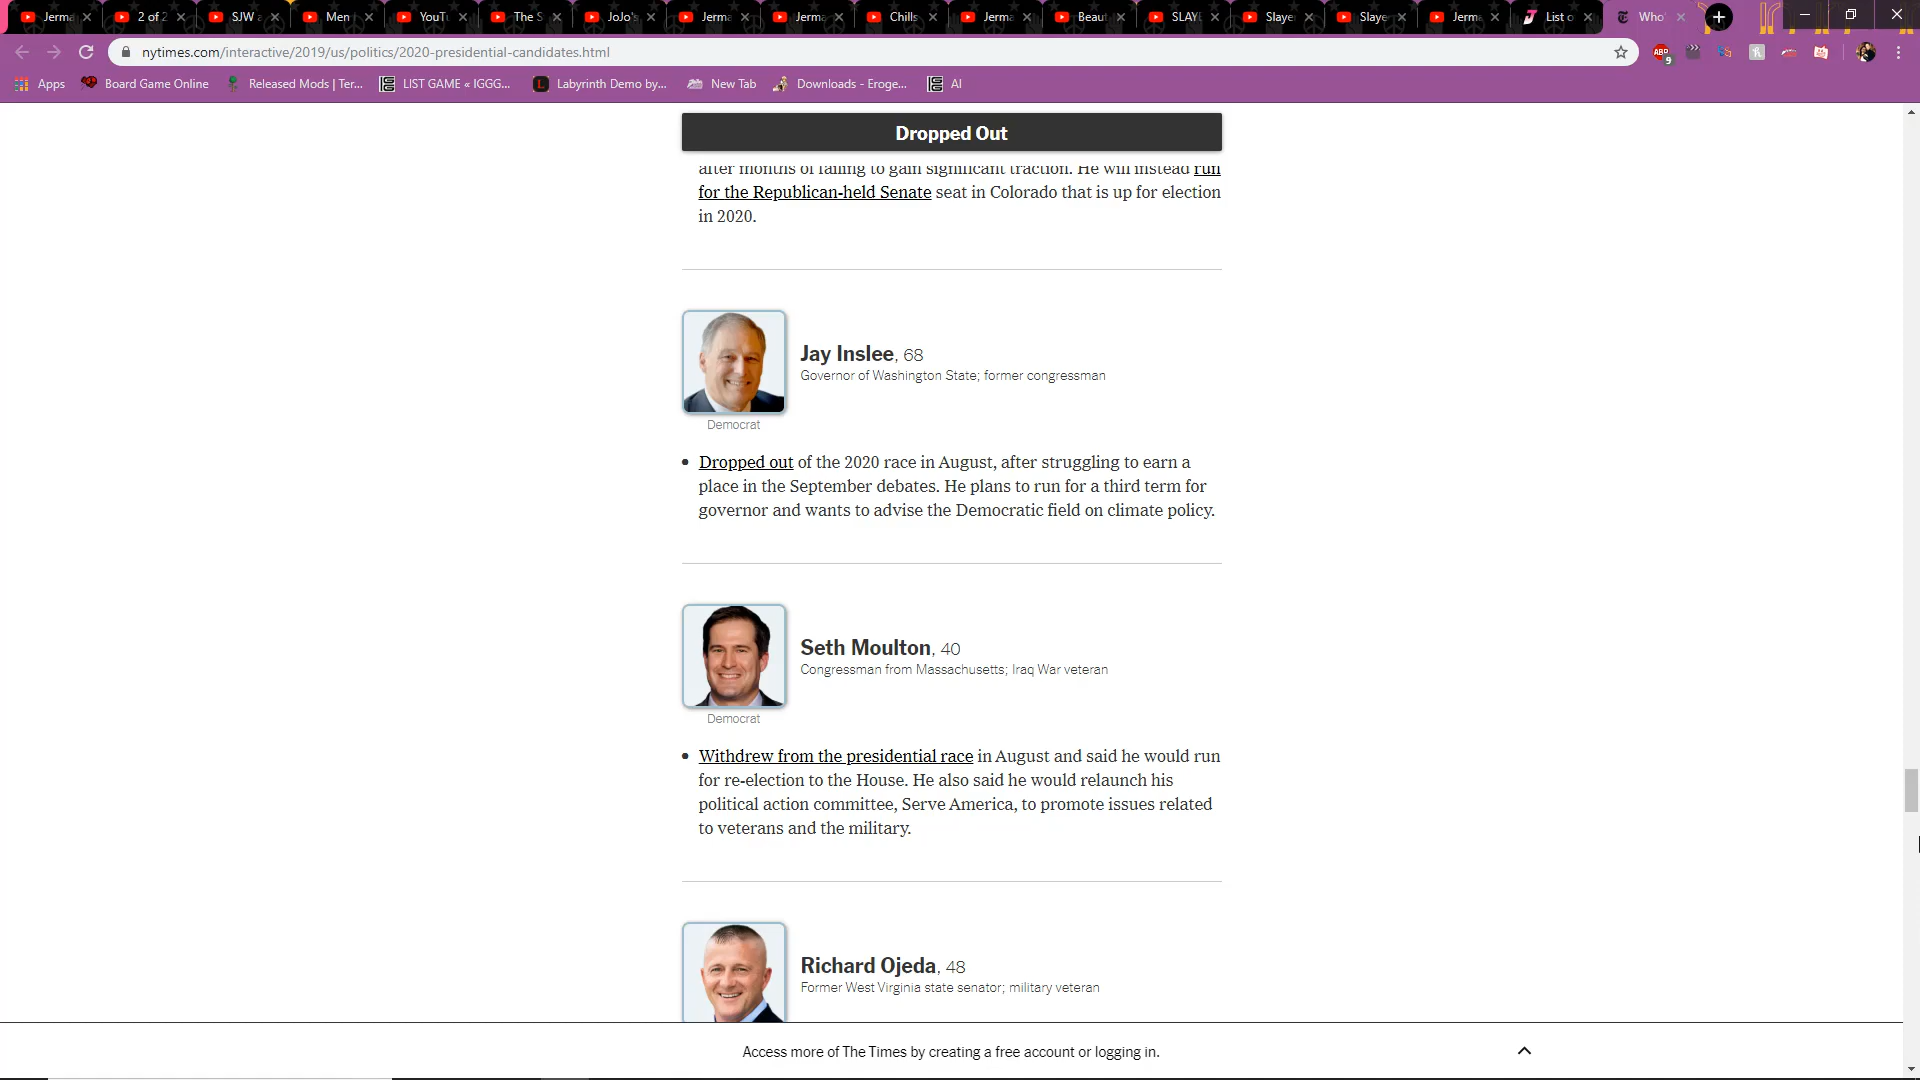 Jerma
2 of 2
SJW a
Men
YouTu
The S
JoJo's
Jerma
Jerma
Chills
Jerma
Beaut
SLAYE
Slaye
Slaye
Jerma
List o
Who'
nytimes.com/interactive/2019/us/politics/2020-presidential-candidates.html
ABP
9
Apps
Board Game Online
Released Mods | Ter...
LIST GAME « IGGG...
Labyrinth Demo by...
New Tab
Downloads - Eroge...
AI
Dropped Out
after months of failing to gain significant traction. He will instead run
for the Republican-held Senate seat in Colorado that is up for election
in 2020.
Jay Inslee, 68
Governor of Washington State; former congressman
Democrat
Dropped out of the 2020 race in August, after struggling to earn a
place in the September debates. He plans to run for a third term for
governor and wants to advise the Democratic field on climate policy.
Seth Moulton, 40
Congressman from Massachusetts; Iraq War veteran
Democrat
Withdrew from the presidential race in August and said he would run
for re-election to the House. He also said he would relaunch his
political action committee, Serve America, to promote issues related
to veterans and the military.
Richard Ojeda, 48
Former West Virginia state senator; military veteran
Access more of The Times by creating a free account or logging in.